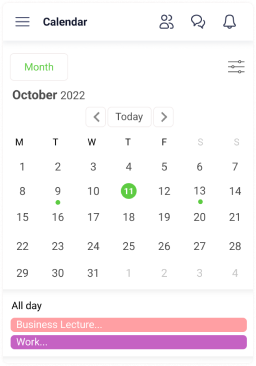 Calendar
Month
October 2022
Today
M T W T F S S
1 2 3 4 5 6 7
8 9 10 11 12 13 14
15 16 17 18 19 20 21
22 23 24 25 26 27 28
29 30 31 1 2 3 4
All day
Business Lecture...
Work...